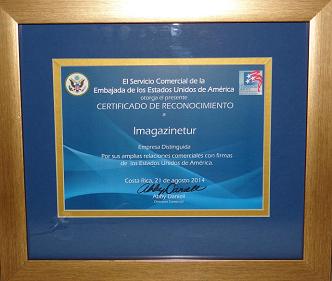 El Servicio Comercial de la
Embajada de los Estados Unidos de América
otorga el presente
CERTIFICADO DE RECONOCIMIENTO
a
Imagazinetur
Empresa Distinguida
Por sus amplias relaciones comerciales con firmas
de los Estados Unidos de América.
Costa Rica, 21 de agosto 2014
Abby Daniell